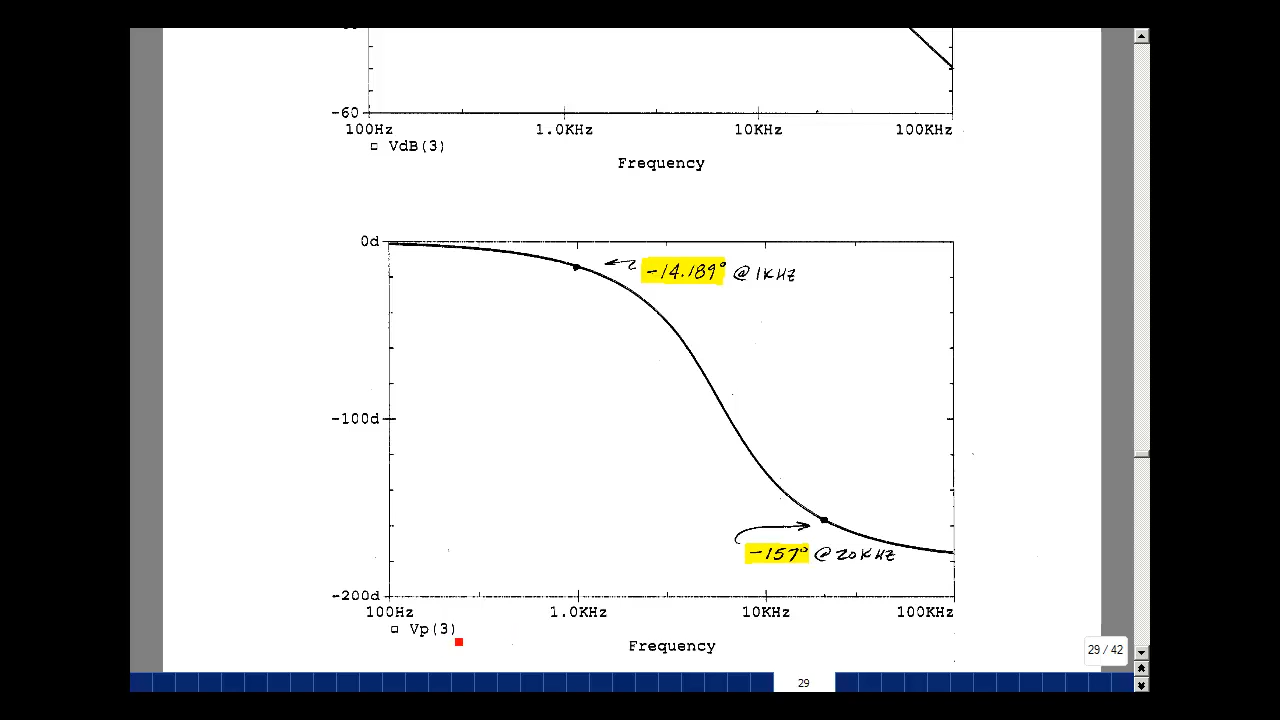 -60
100Hz 1.0KHz 10KHz 100KHz
VdB(3)
Frequency
0d
-14.189° @ 1KHz
-100d
-157° @ 20KHz
-200d
100Hz 1.0KHz 10KHz 100KHz
Vp(3)
Frequency
29 / 42
29